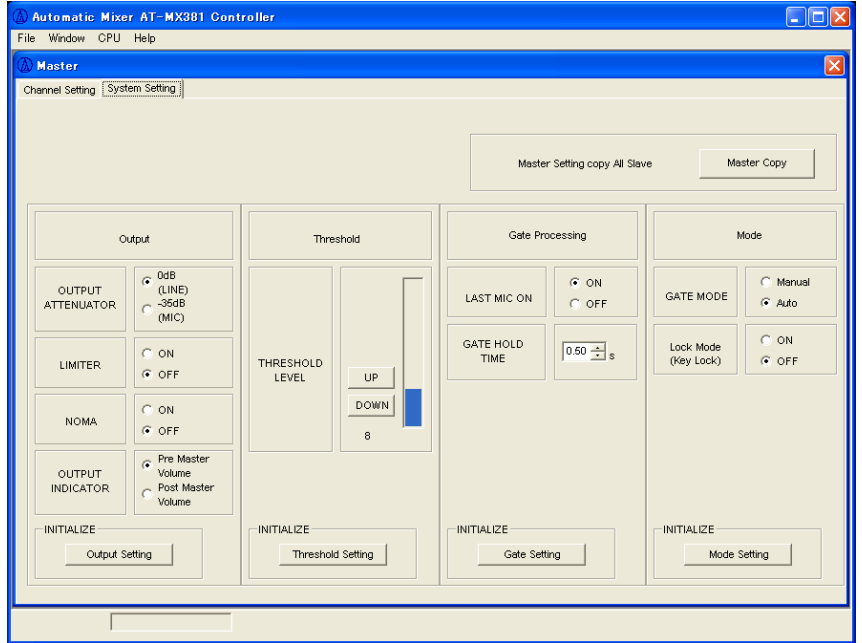 Automatic Mixer AT-MX381 Controller
File Window CPU Help
Master
Channel Setting System Setting
Master Setting copy All Slave Master Copy
Output
OUTPUT
ATTENUATOR
0dB
(LINE)
-35dB
(MIC)
LIMITER
ON
OFF
NOMA
ON
OFF
OUTPUT
INDICATOR
Pre Master
Volume
Post Master
Volume
INITIALIZE
Output Setting
Threshold
THRESHOLD
LEVEL
UP
DOWN
8
INITIALIZE
Threshold Setting
Gate Processing
LAST MIC ON
ON
OFF
GATE HOLD
TIME
0.50 s
INITIALIZE
Gate Setting
Mode
GATE MODE
Manual
Auto
Lock Mode
(Key Lock)
ON
OFF
INITIALIZE
Mode Setting